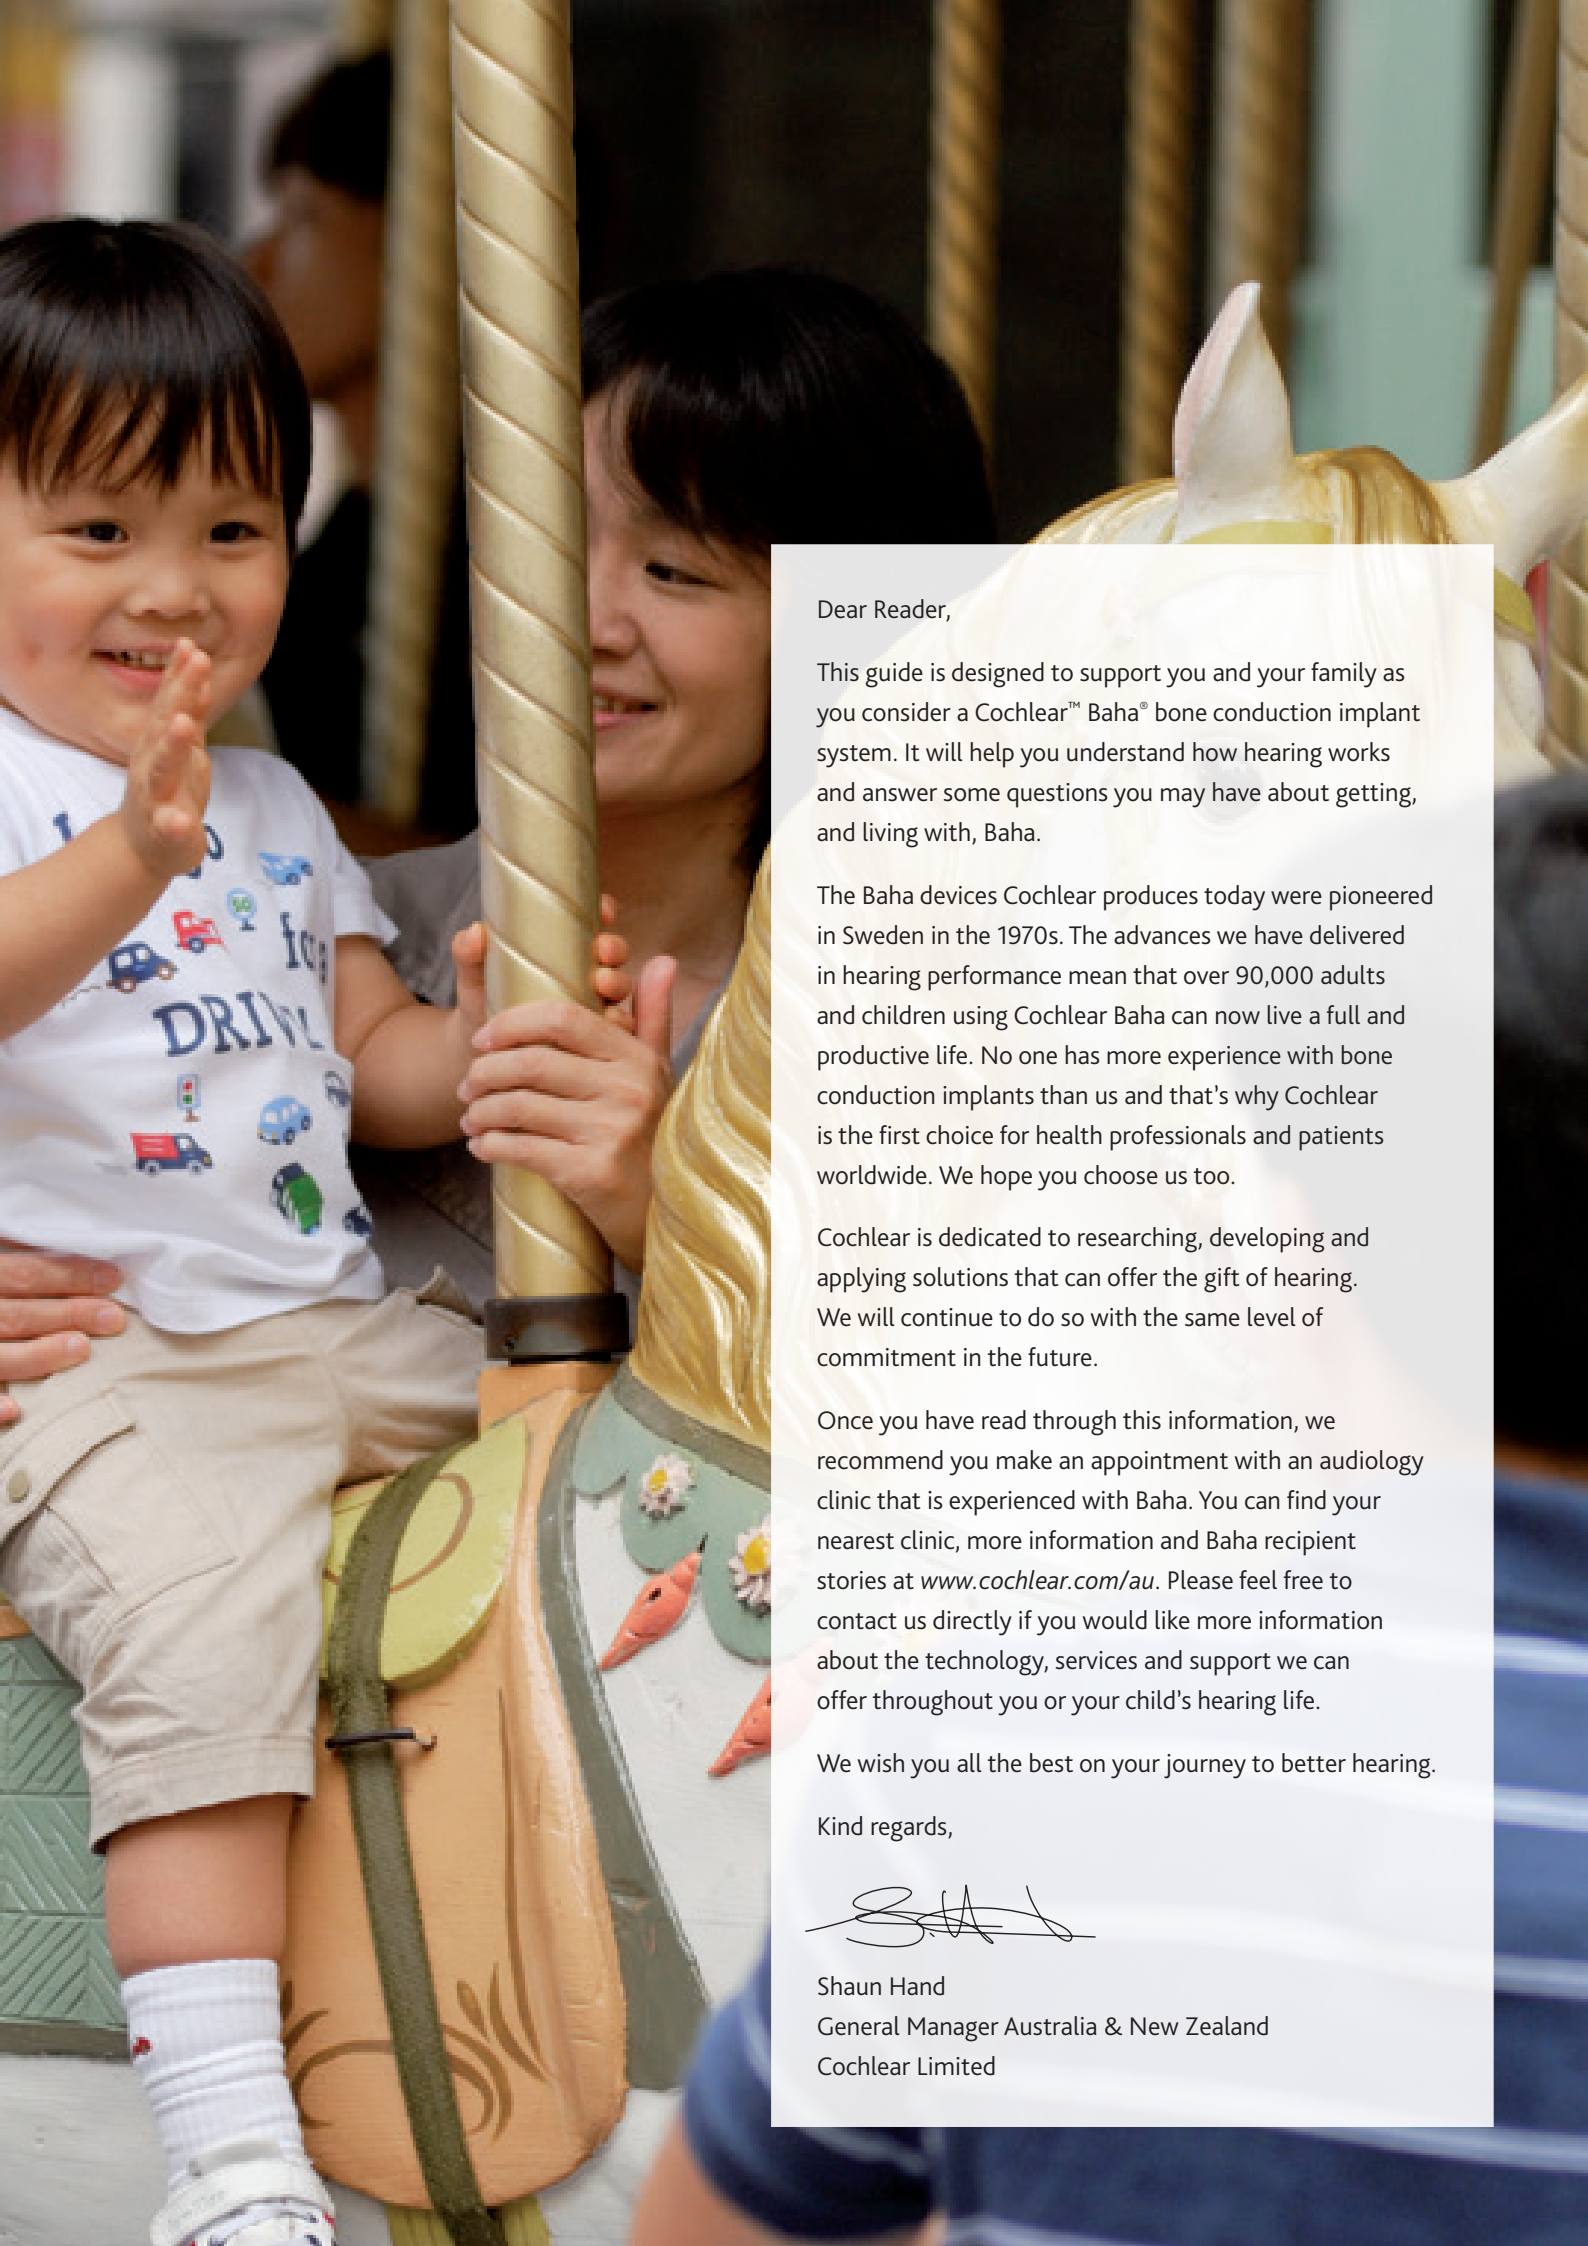 DRIV
50
Dear Reader,
This guide is designed to support you and your family as
you consider a Cochlear™ Baha® bone conduction implant
system. It will help you understand how hearing works
and answer some questions you may have about getting,
and living with, Baha.
The Baha devices Cochlear produces today were pioneered
in Sweden in the 1970s. The advances we have delivered
in hearing performance mean that over 90,000 adults
and children using Cochlear Baha can now live a full and
productive life. No one has more experience with bone
conduction implants than us and that's why Cochlear
is the first choice for health professionals and patients
worldwide. We hope you choose us too.
Cochlear is dedicated to researching, developing and
applying solutions that can offer the gift of hearing.
We will continue to do so with the same level of
commitment in the future.
Once you have read through this information, we
recommend you make an appointment with an audiology
clinic that is experienced with Baha. You can find your
nearest clinic, more information and Baha recipient
stories at www.cochlear.com/au. Please feel free to
contact us directly if you would like more information
about the technology, services and support we can
offer throughout you or your child's hearing life.
We wish you all the best on your journey to better hearing.
Kind regards,
Shaun Hand
General Manager Australia & New Zealand
Cochlear Limited